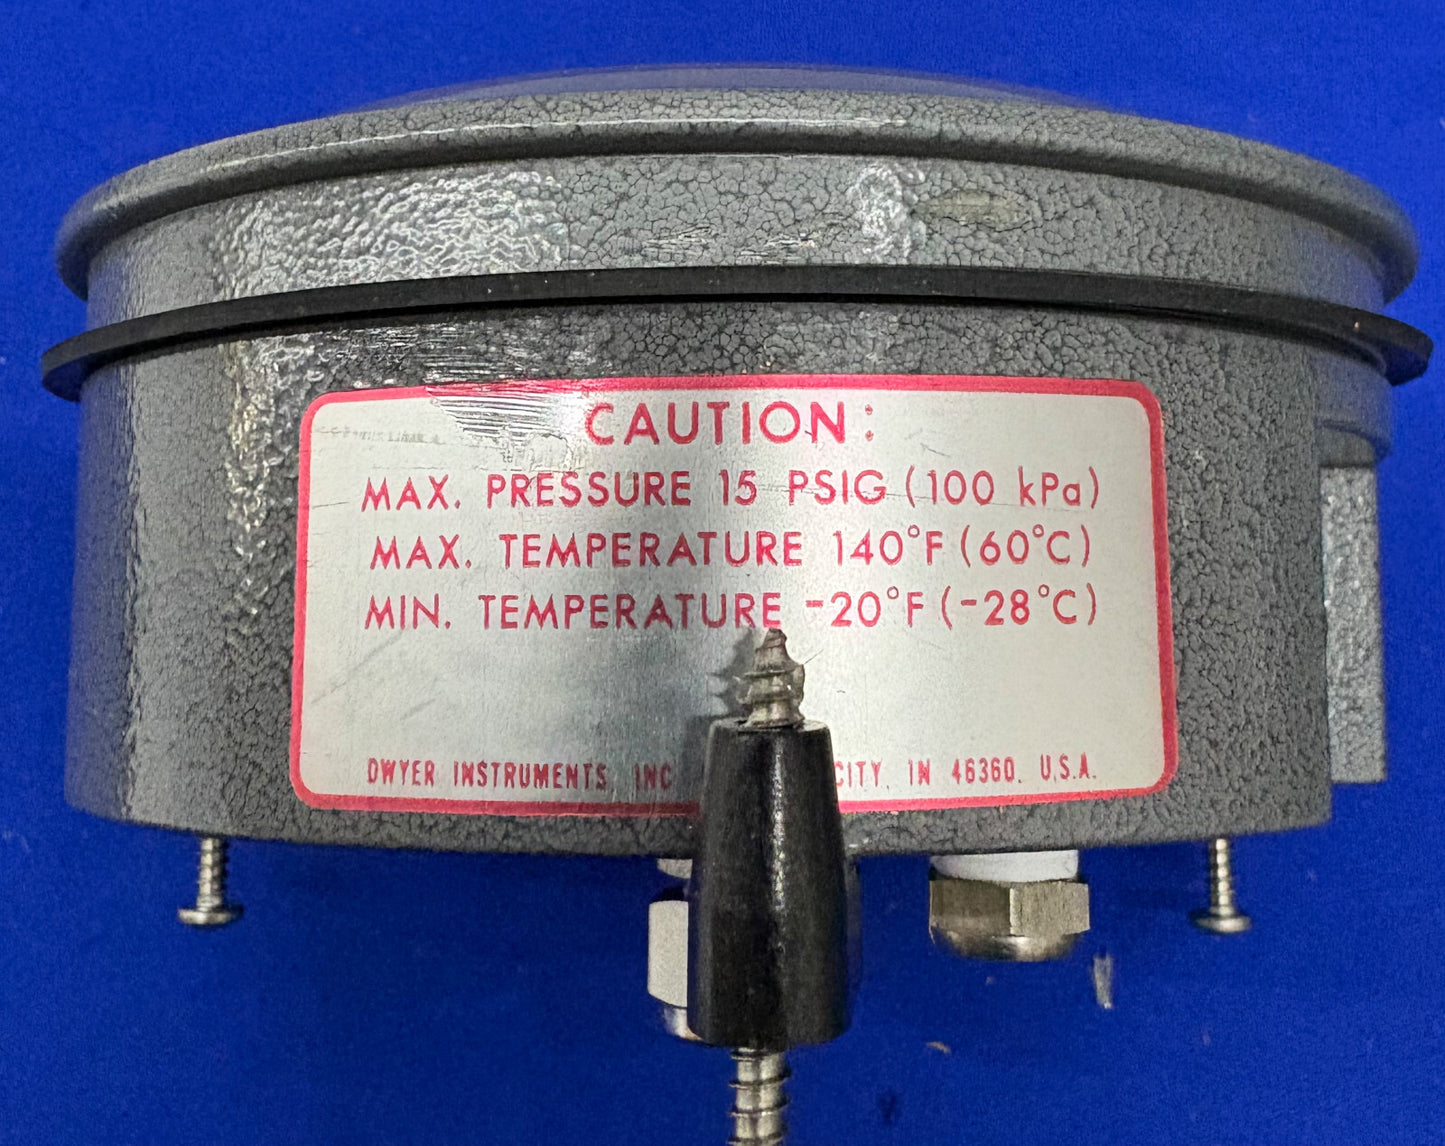 CAUTION:
MAX. PRESSURE 15 PSIG (100 kPa)
MAX. TEMPERATURE 140°F (60°C)
MIN. TEMPERATURE -20°F (-28°C)
DWYER INSTRUMENTS, INC CITY, IN 46360. U.S.A.